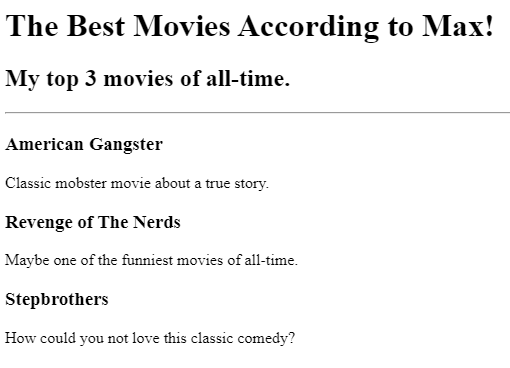 The Best Movies According to Max!
My top 3 movies of all-time.
American Gangster
Classic mobster movie about a true story.
Revenge of The Nerds
Maybe one of the funniest movies of all-time.
Stepbrothers
How could you not love this classic comedy?